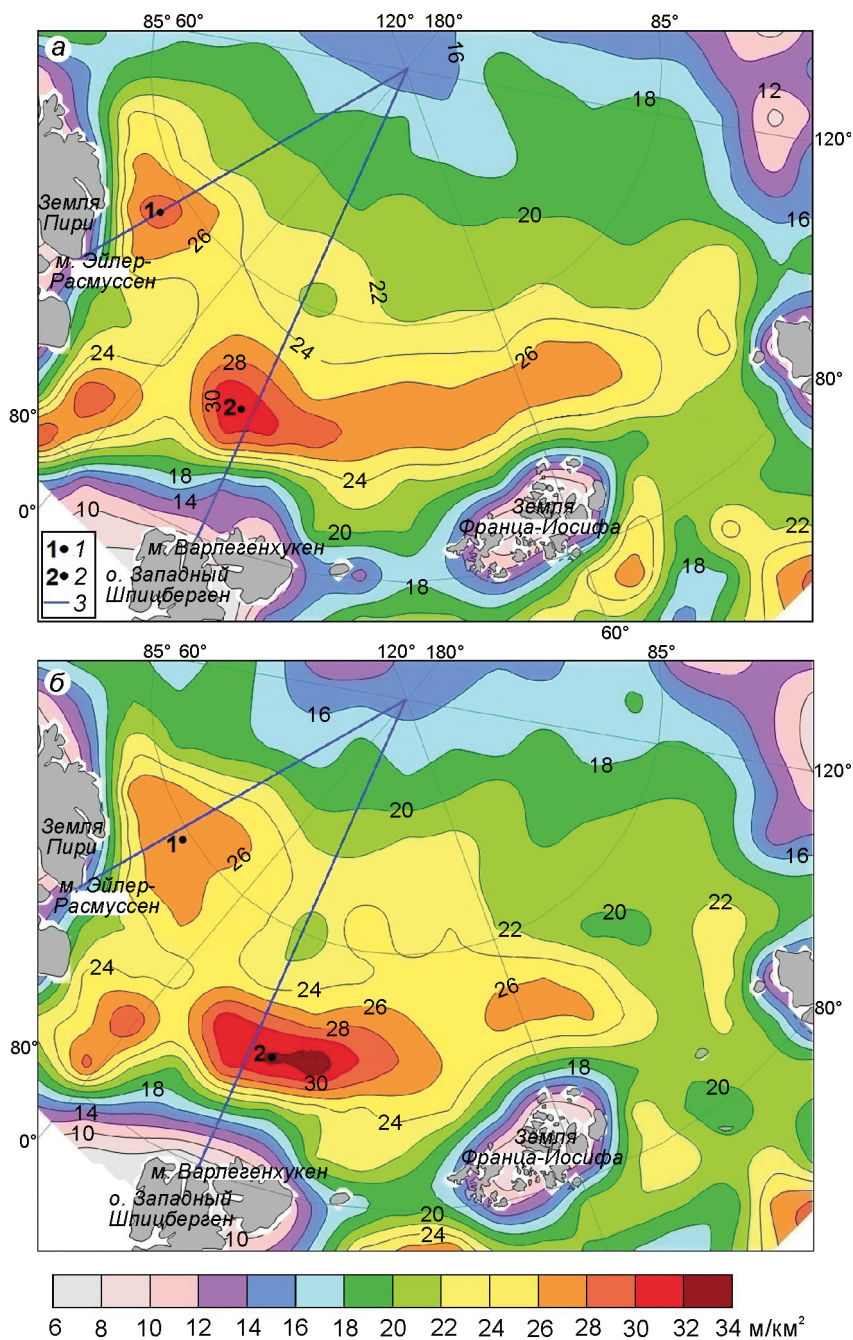 85° 60° 120° 180° 85°
а
16
12
18
120°
Земля
Пири
1
20
16
26
м. Эйлер-
Расмуссен
22
24
26
24
28
80°
30
2
80°
24
18
0°
10
14
20
Земля
Франца-Иосифа
22
1 1
м. Варлегенхукен
18
2 2
о. Западный
Шпицберген
18
3
60°
85° 60° 120° 180° 85°
б
16
18
120°
20
Земля
Пири
1
26
16
м. Эйлер-
Расмуссен
22
20
22
24
24
26
26
28
80°
80°
2
18
30
20
18
14
24
0°
10
Земля
Франца-Иосифа
м. Варлегенхукен
о. Западный
Шпицберген
20
10
24
6 8 10 12 14 16 18 20 22 24 26 28 30 32 34 м/км²